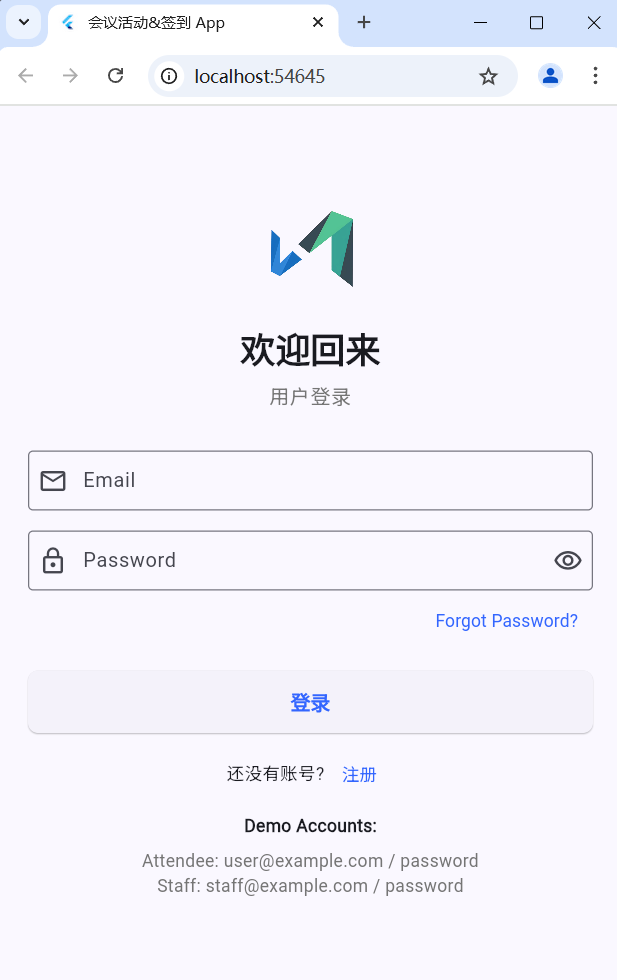 会议活动&签到 App
localhost:54645
欢迎回来
用户登录
Email
Password
Forgot Password?
登录
还没有账号? 注册
Demo Accounts:
Attendee: user@example.com / password
Staff: staff@example.com / password